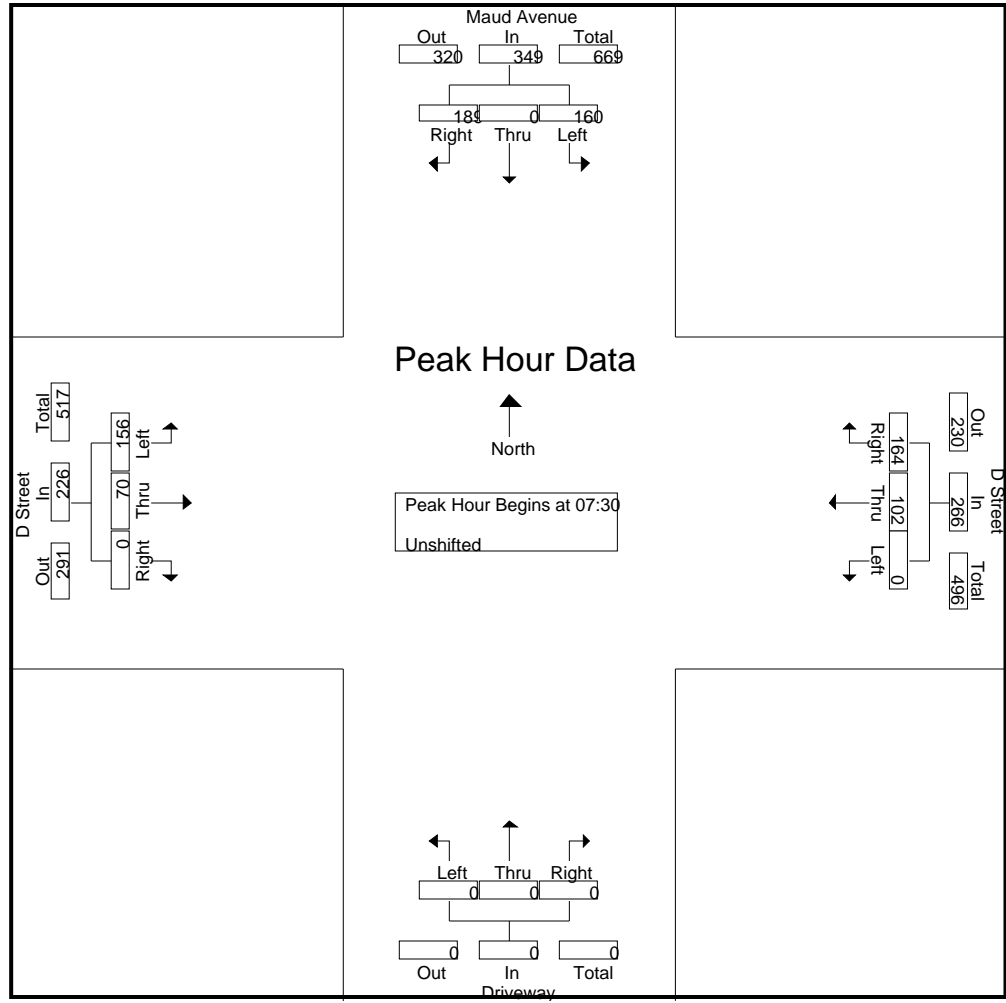 Maud Avenue
Out In Total
320 349 669
189 0 160
Right Thru Left
Peak Hour Data
North
Peak Hour Begins at 07:30
Unshifted
D Street
Total In Out
517 226 291
156 70 0
Left Thru Right
Right Thru Left
164 102 0
230 266 496
Out In Total
D Street
Left Thru Right
0 0 0
0 0 0
Out In Total
Driveway